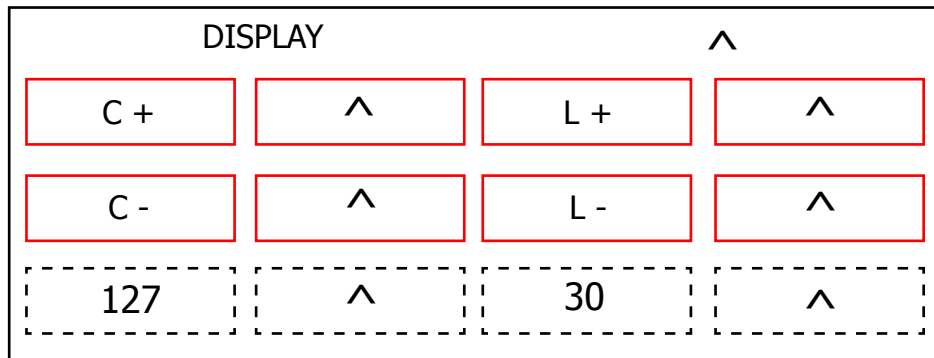 DISPLAY ^
C + ^ L + ^
C - ^ L - ^
127 ^ 30 ^